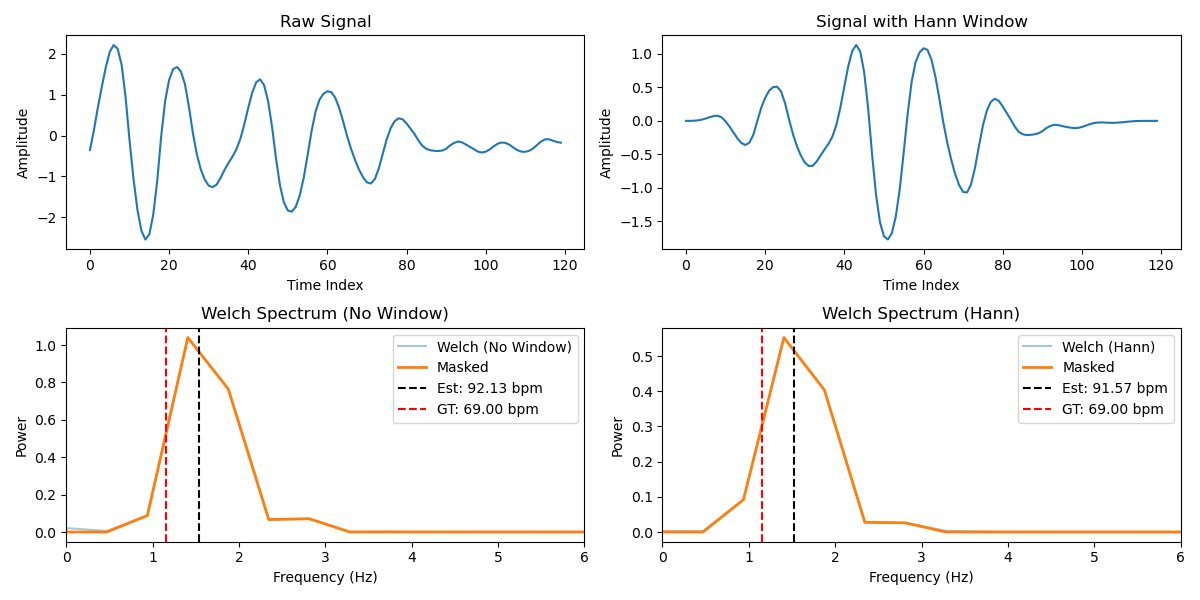 Raw Signal
Amplitude
2
1
0
−1
−2
0 20 40 60 80 100 120
Time Index
Signal with Hann Window
Amplitude
1.0
0.5
0.0
−0.5
−1.0
−1.5
0 20 40 60 80 100 120
Time Index
Welch Spectrum (No Window)
Power
1.0
0.8
0.6
0.4
0.2
0.0
Welch (No Window)
Masked
Est: 92.13 bpm
GT: 69.00 bpm
0 1 2 3 4 5 6
Frequency (Hz)
Welch Spectrum (Hann)
Power
0.5
0.4
0.3
0.2
0.1
0.0
Welch (Hann)
Masked
Est: 91.57 bpm
GT: 69.00 bpm
0 1 2 3 4 5 6
Frequency (Hz)